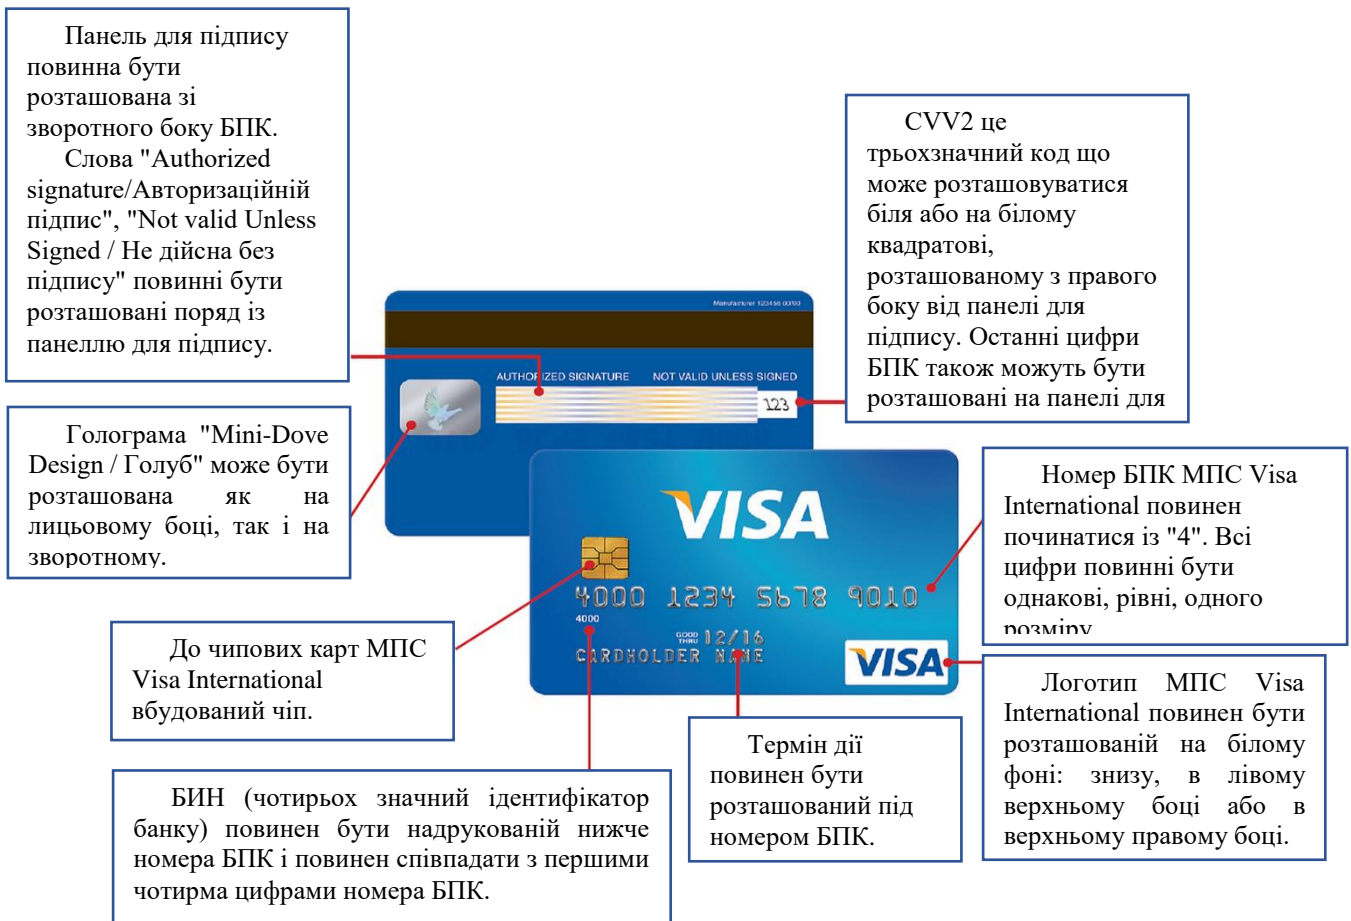 Панель для підпису
повинна бути
розташована зі
зворотного боку БПК.
Слова "Authorized
signature/Авторизаційній
підпис", "Not valid Unless
Signed / Не дійсна без
підпису" повинні бути
розташовані поряд із
панеллю для підпису.
CVV2 це
трьохзначний код що
може розташовуватися
біля або на білому
квадратові,
розташованому з правого
боку від панелі для
підпису. Останні цифри
БПК також можуть бути
розташовані на панелі для
Manufacturer 123456 00/00
AUTHORIZED SIGNATURE NOT VALID UNLESS SIGNED
123
Голограма "Mini-Dove
Design / Голуб" може бути
розташована як на
лицьовому боці, так і на
зворотному.
VISA
4000 1234 5678 9010
4000
GOOD THRU 12/16
CARDHOLDER NAME
VISA
Номер БПК МПС Visa
International повинен
починатися із "4". Всі
цифри повинні бути
однакові, рівні, одного
розміру
До чипових карт МПС
Visa International
вбудований чіп.
Логотип МПС Visa
International повинен бути
розташованій на білому
фоні: знизу, в лівому
верхньому боці або в
верхньому правому боці.
Термін дії
повинен бути
розташований під
номером БПК.
БИН (чотирьох значний ідентифікатор
банку) повинен бути надрукованій нижче
номера БПК і повинен співпадати з першими
чотирма цифрами номера БПК.